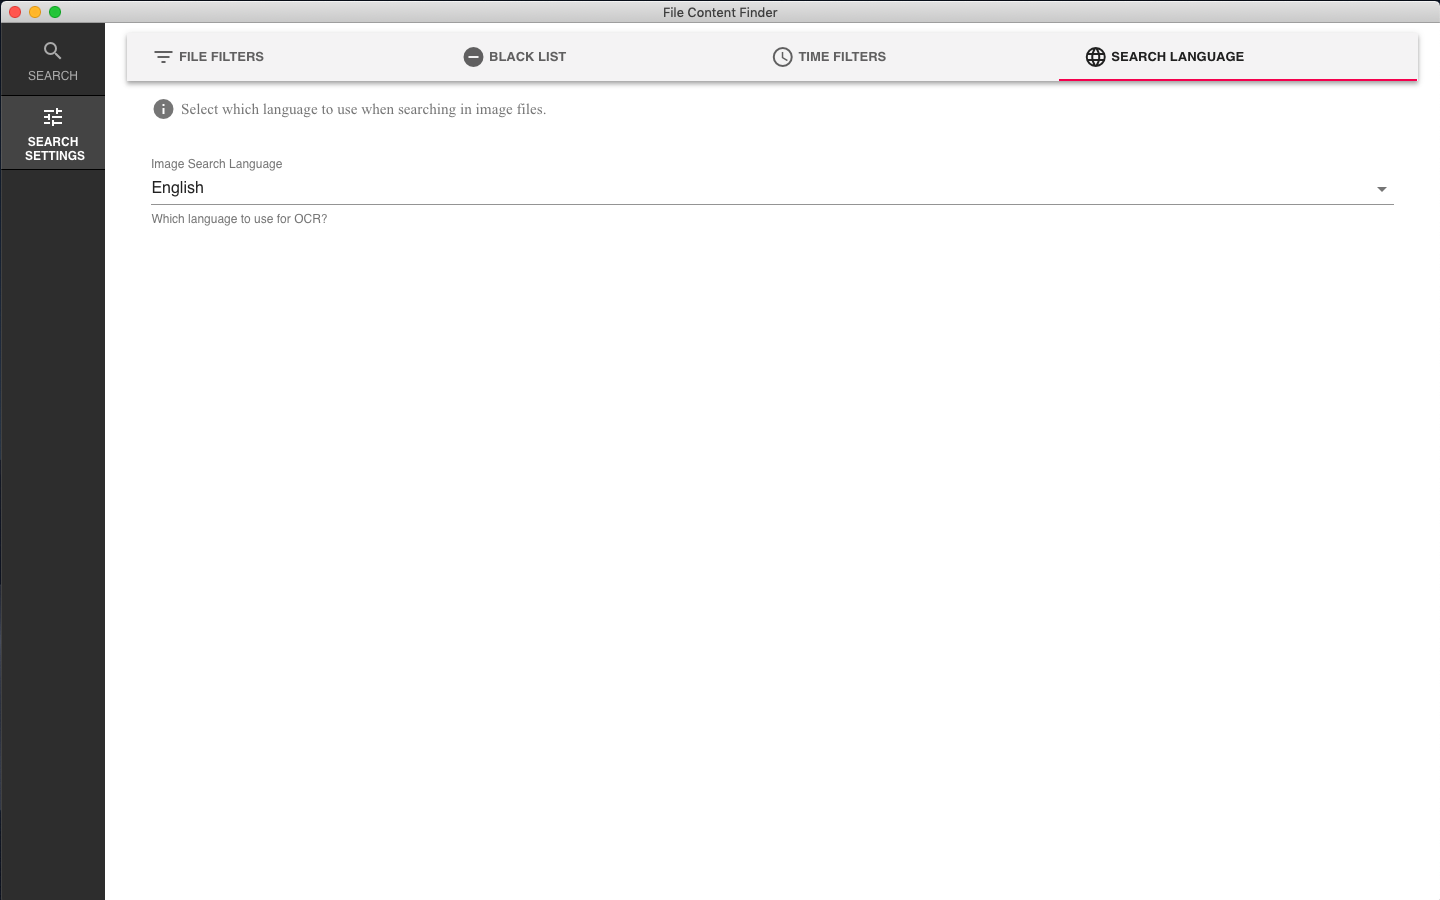 File Content Finder
SEARCH
SEARCH
SETTINGS
FILE FILTERS
BLACK LIST
TIME FILTERS
SEARCH LANGUAGE
Select which language to use when searching in image files.
Image Search Language
English
Which language to use for OCR?